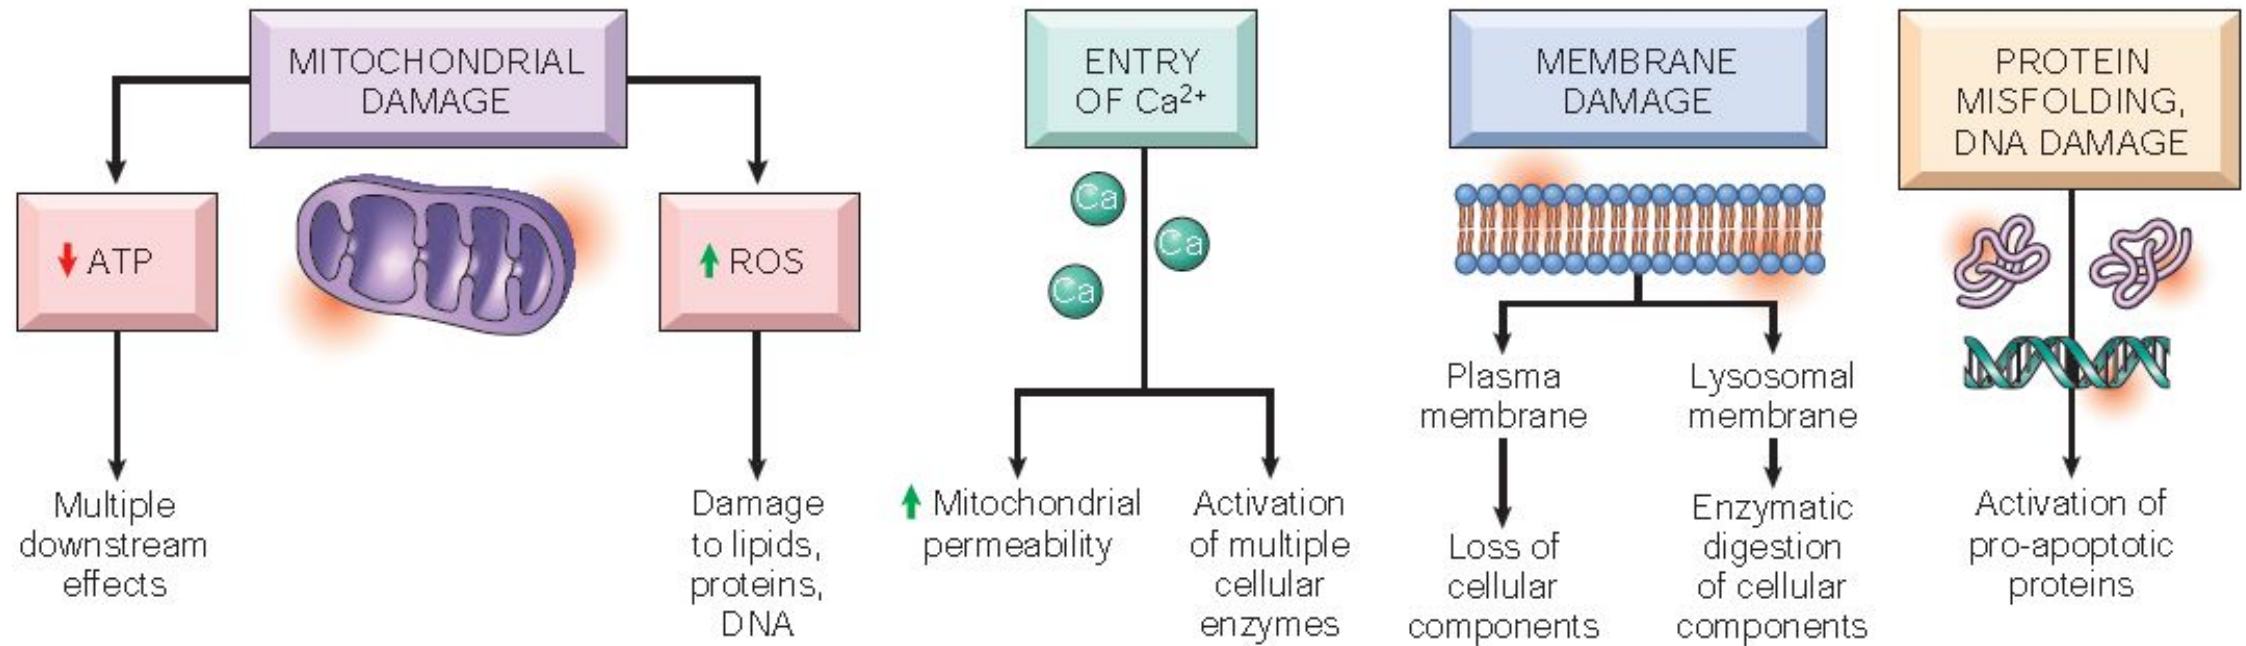 MITOCHONDRIAL
DAMAGE
↓ ATP
↑ ROS
Multiple
downstream
effects
Damage
to lipids,
proteins,
DNA
ENTRY
OF Ca²⁺
Ca
Ca
Ca
↑ Mitochondrial
permeability
Activation
of multiple
cellular
enzymes
MEMBRANE
DAMAGE
Plasma
membrane
Loss of
cellular
components
Lysosomal
membrane
Enzymatic
digestion
of cellular
components
PROTEIN
MISFOLDING,
DNA DAMAGE
Activation of
pro-apoptotic
proteins